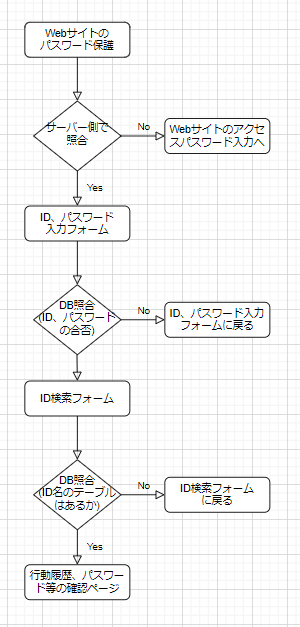 Webサイトの
パスワード保護
サーバー側で
照合
No
Webサイトのアクセ
スパスワード入力へ
Yes
ID、パスワード
入力フォーム
DB照合
(ID、パスワード
の合否)
No
ID、パスワード入力
フォームに戻る
ID検索フォーム
DB照合
(ID名のテーブル
はあるか)
No
ID検索フォーム
に戻る
Yes
行動履歴、パスワー
ド等の確認ページ